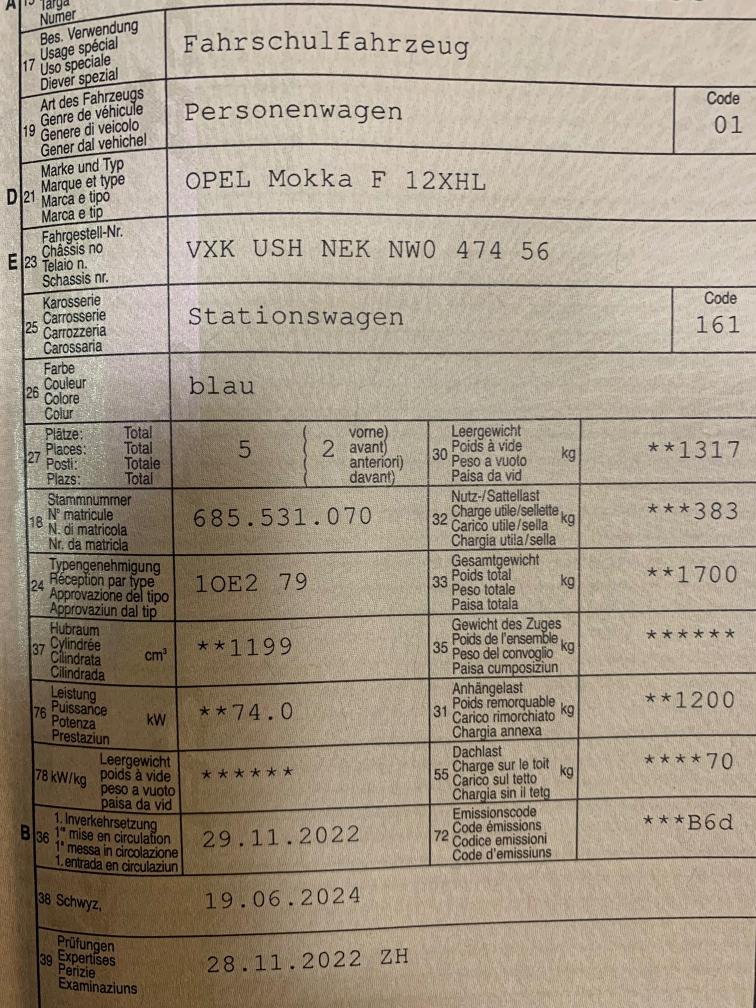 A 15 Targa
Numer
17 Bes. Verwendung
Usage spécial
Uso speciale
Diever spezial
Fahrschulfahrzeug
19 Art des Fahrzeugs
Genre de véhicule
Genere di veicolo
Gener dal vehichel
Personenwagen
Code
01
D 21 Marke und Typ
Marque et type
Marca e tipo
Marca e tip
OPEL Mokka F 12XHL
E 23 Fahrgestell-Nr.
Châssis no
Telaio n.
Schassis nr.
VXK USH NEK NW0 474 56
25 Karosserie
Carrosserie
Carrozzeria
Carossaria
Stationswagen
Code
161
26 Farbe
Couleur
Colore
Colur
blau
27 Plätze: Total
Places: Total
Posti: Totale
Plazs: Total
5 ( 2 vorne)
( avant)
( anteriori)
( davant)
30 Leergewicht
Poids à vide kg
Peso a vuoto
Paisa da vid
**1317
18 Stammnummer
N° matricule
N. di matricola
Nr. da matricla
685.531.070
32 Nutz-/Sattellast
Charge utile/sellette kg
Carico utile/sella
Chargia utila/sella
***383
24 Typengenehmigung
Réception par type
Approvazione del tipo
Approvaziun dal tip
1OE2 79
33 Gesamtgewicht
Poids total kg
Peso totale
Paisa totala
**1700
37 Hubraum
Cylindrée
Cilindrata cm³
Cilindrada
**1199
35 Gewicht des Zuges
Poids de l'ensemble kg
Peso del convoglio
Paisa cumposiziun
******
76 Leistung
Puissance
Potenza kW
Prestaziun
**74.0
31 Anhängelast
Poids remorquable kg
Carico rimorchiato
Chargia annexa
**1200
78 kW/kg Leergewicht
poids à vide
peso a vuoto
paisa da vid
******
55 Dachlast
Charge sur le toit kg
Carico sul tetto
Chargia sin il tetg
****70
B 36 1. Inverkehrsetzung
1re mise en circulation
1a messa in circolazione
1. entrada en circulaziun
29.11.2022
72 Emissionscode
Code émissions
Codice emissioni
Code d'emissiuns
***B6d
38 Schwyz, 19.06.2024
39 Prüfungen
Expertises
Perizie
Examinaziuns
28.11.2022 ZH